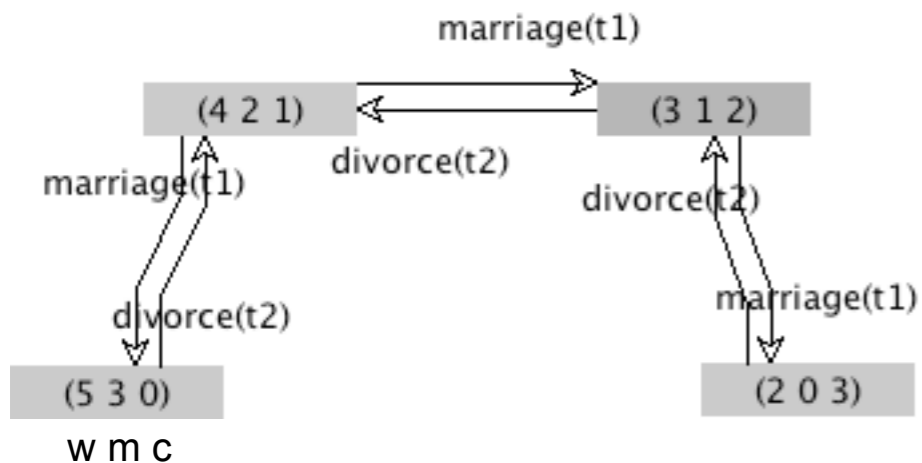 marriage(t1)
(4 2 1)
(3 1 2)
divorce(t2)
marriage(t1)
divorce(t2)
marriage(t1)
divorce(t2)
(5 3 0)
(2 0 3)
w m c